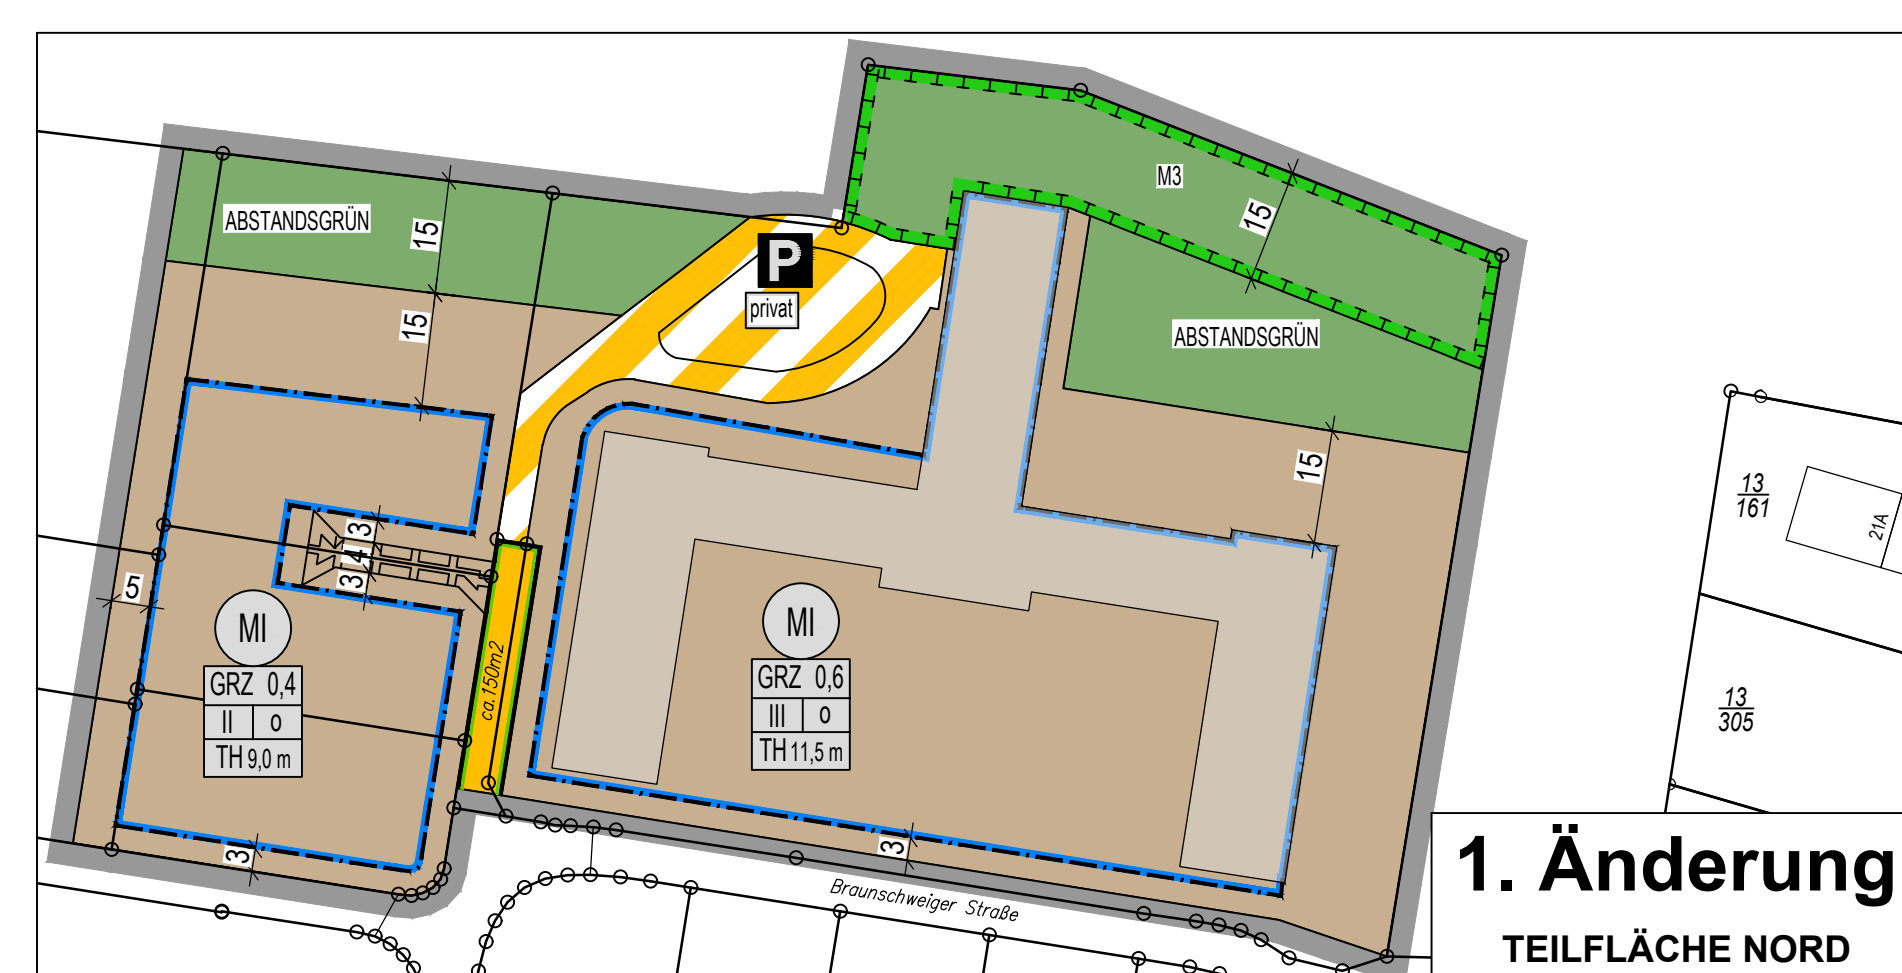 M3
15
ABSTANDSGRÜN
15
P
privat
15
ABSTANDSGRÜN
15
13
161
21A
3
4
3
5
MI
GRZ 0,4
II o
TH 9,0 m
ca.150m2
MI
GRZ 0,6
III o
TH 11,5 m
13
305
3
3
Braunschweiger Straße
1. Änderung
TEILFLÄCHE NORD